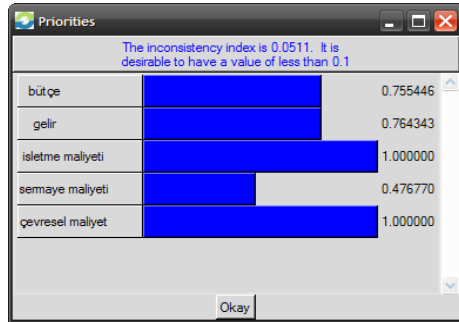 Priorities
The inconsistency index is 0.0511. It is
desirable to have a value of less than 0.1
bütçe 0.755446
gelir 0.764343
isletme maliyeti 1.000000
sermaye maliyeti 0.476770
çevresel maliyet 1.000000
Okay